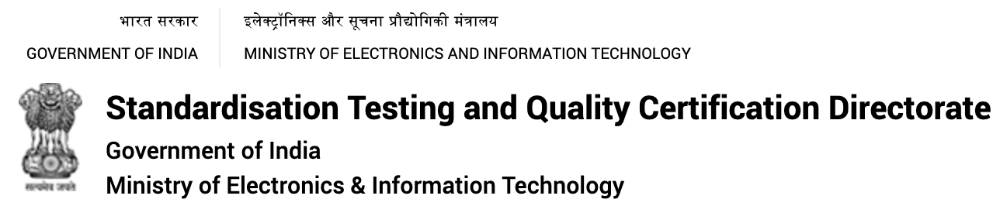 भारत सरकार
GOVERNMENT OF INDIA
इलेक्ट्रॉनिक्स और सूचना प्रौद्योगिकी मंत्रालय
MINISTRY OF ELECTRONICS AND INFORMATION TECHNOLOGY
Standardisation Testing and Quality Certification Directorate
Government of India
Ministry of Electronics & Information Technology
सत्यमेव जयते